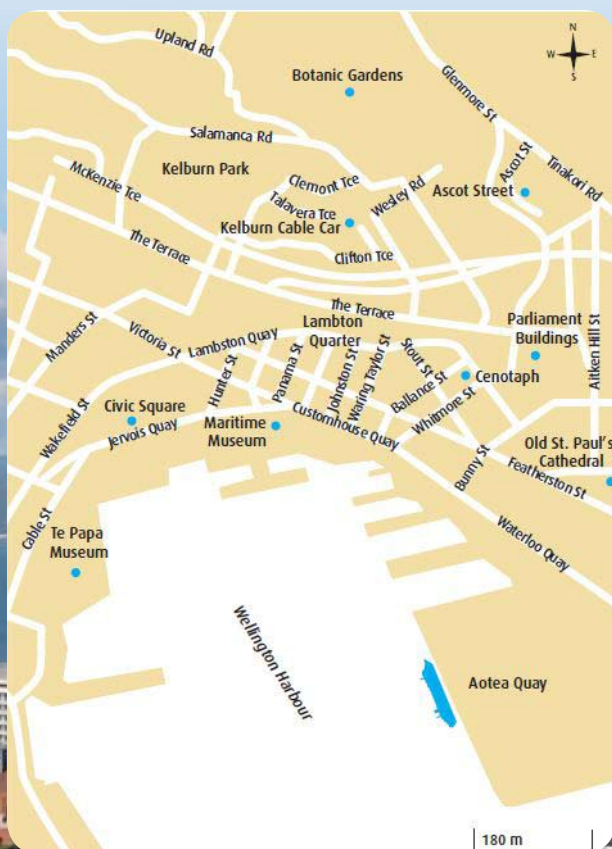 Upland Rd
N
W E
S
Botanic Gardens
Glenmore St
Salamanca Rd
Ascot St
Tinakori Rd
Kelburn Park
McKenzie Tce
Clemont Tce
Wesley Rd
Ascot Street
Talavera Tce
Kelburn Cable Car
The Terrace
Clifton Tce
The Terrace
Manders St
Victoria St
Lambston Quay
Lambton
Quarter
Parliament
Buildings
Aitken Hill St
Hunter St
Panama St
Johnston St
Waring Taylor St
Stout St
Ballance St
Cenotaph
Whitmore St
Wakefield St
Civic Square
Jervois Quay
Maritime
Museum
Customhouse Quay
Bunny St
Old St. Paul's
Cathedral
Featherston St
Cable St
Te Papa
Museum
Waterloo Quay
Wellington Harbour
Aotea Quay
180 m